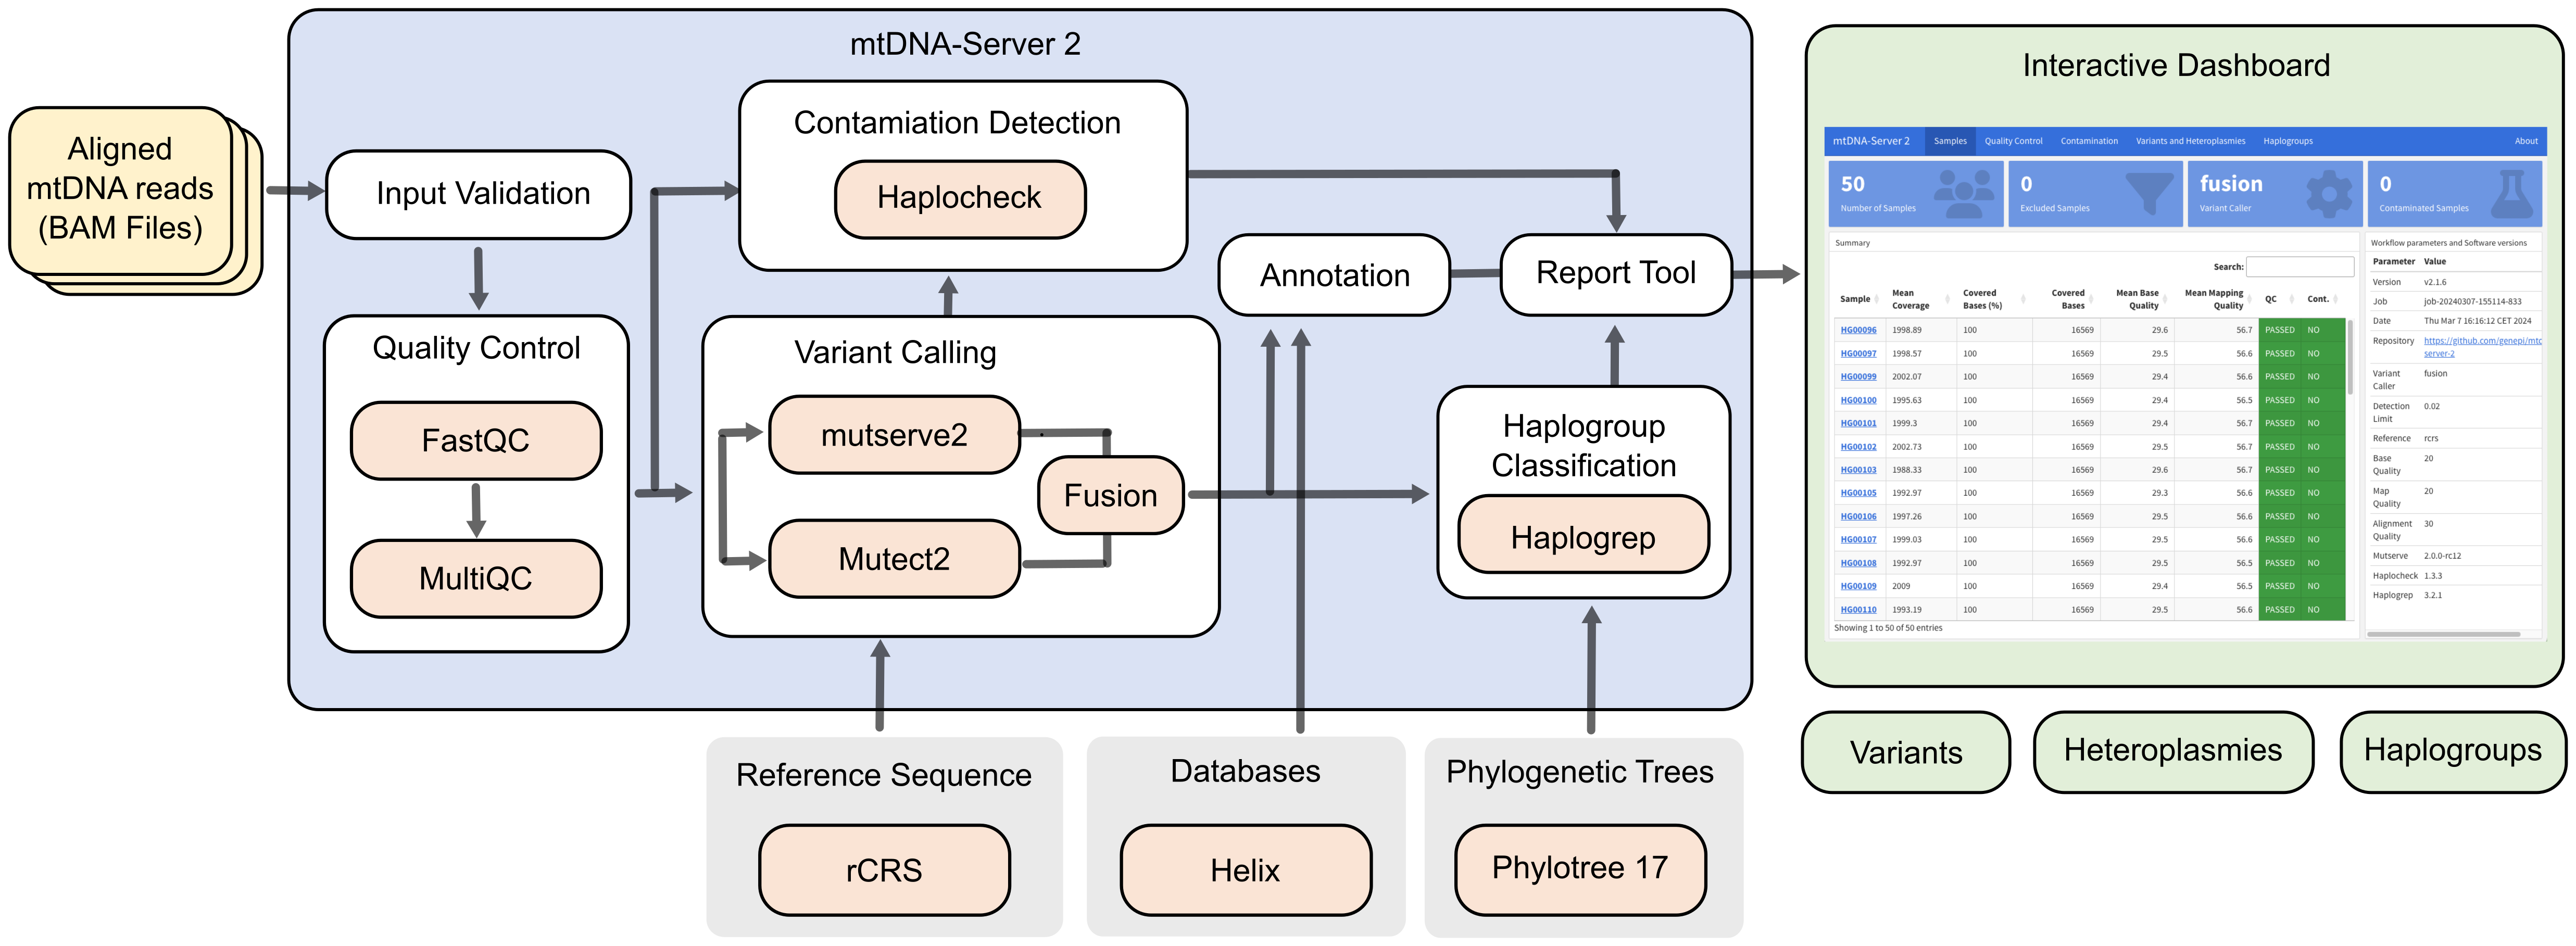 mtDNA-Server 2
Aligned
mtDNA reads
(BAM Files)
Input Validation
Quality Control
FastQC
MultiQC
Contamiation Detection
Haplocheck
Variant Calling
mutserve2
Fusion
Mutect2
Annotation
Report Tool
Haplogroup
Classification
Haplogrep
Reference Sequence
rCRS
Databases
Helix
Phylogenetic Trees
Phylotree 17
Interactive Dashboard
mtDNA-Server 2 Samples Quality Control Contamination Variants and Heteroplasmies Haplogroups About
50
Number of Samples
0
Excluded Samples
fusion
Variant Caller
0
Contaminated Samples
Summary
Search:
Sample Mean Coverage Covered Bases (%) Covered Bases Mean Base Quality Mean Mapping Quality QC Cont.
HG00096 1998.89 100 16569 29.6 56.7 PASSED NO
HG00097 1998.57 100 16569 29.5 56.6 PASSED NO
HG00099 2002.07 100 16569 29.4 56.6 PASSED NO
HG00100 1995.63 100 16569 29.4 56.5 PASSED NO
HG00101 1999.3 100 16569 29.4 56.7 PASSED NO
HG00102 2002.73 100 16569 29.5 56.7 PASSED NO
HG00103 1988.33 100 16569 29.6 56.7 PASSED NO
HG00105 1992.97 100 16569 29.3 56.6 PASSED NO
HG00106 1997.26 100 16569 29.5 56.6 PASSED NO
HG00107 1999.03 100 16569 29.5 56.6 PASSED NO
HG00108 1992.97 100 16569 29.5 56.5 PASSED NO
HG00109 2009 100 16569 29.4 56.5 PASSED NO
HG00110 1993.19 100 16569 29.5 56.6 PASSED NO
Showing 1 to 50 of 50 entries
Workflow parameters and Software versions
Parameter Value
Version v2.1.6
Job job-20240307-155114-833
Date Thu Mar 7 16:16:12 CET 2024
Repository https://github.com/genepi/mtc
server-2
Variant Caller fusion
Detection Limit 0.02
Reference rcrs
Base Quality 20
Map Quality 20
Alignment Quality 30
Mutserve 2.0.0-rc12
Haplocheck 1.3.3
Haplogrep 3.2.1
Variants
Heteroplasmies
Haplogroups